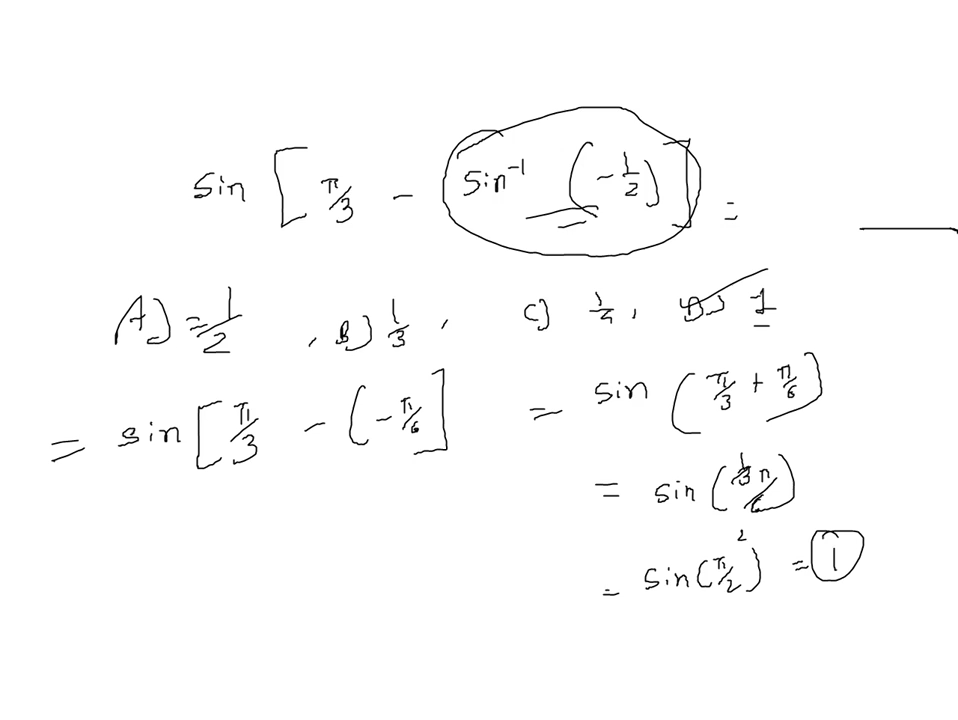 sin [π/3 - sin⁻¹ (-1/2)] =
A) = 1/2 , B) 1/3 , C) 1/4 , D) 1
= sin [π/3 - (-π/6] = sin (π/3 + π/6)
= sin (3π/6)
= sin (π/2) = 1